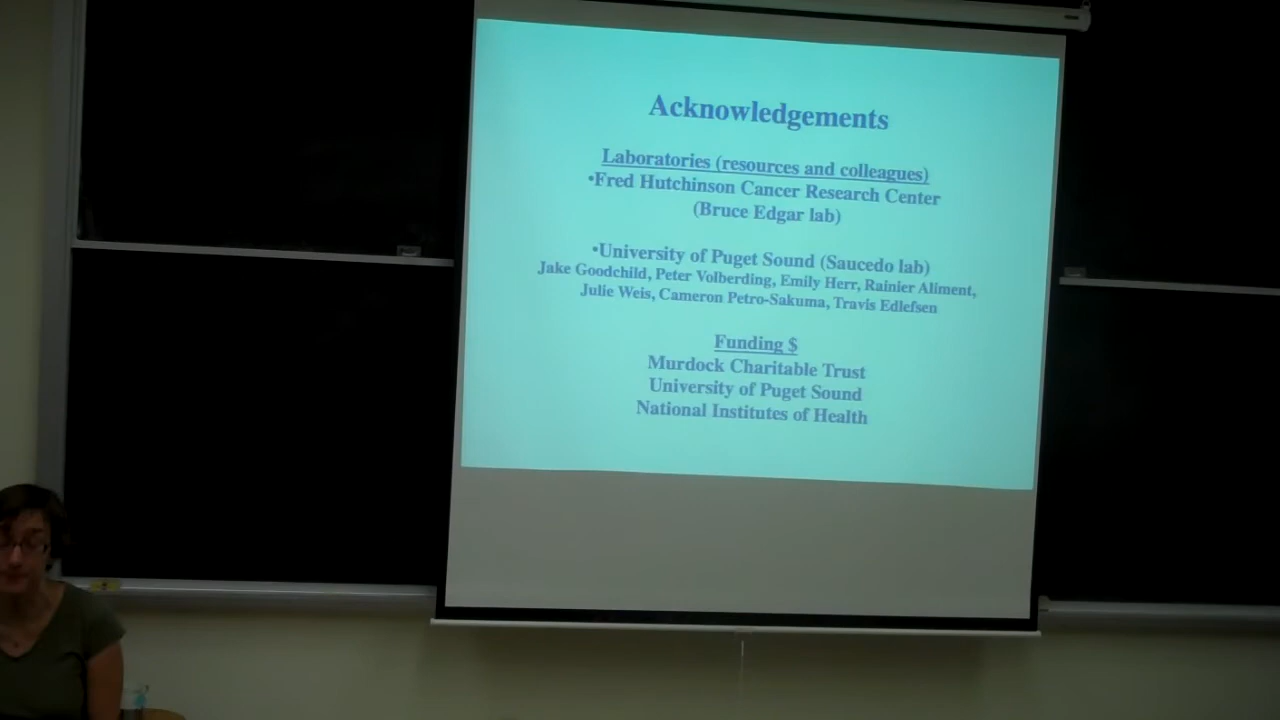 Acknowledgements
Laboratories (resources and colleagues)
•Fred Hutchinson Cancer Research Center
(Bruce Edgar lab)
•University of Puget Sound (Saucedo lab)
Jake Goodchild, Peter Volberding, Emily Herr, Rainier Aliment,
Julie Weis, Cameron Petro-Sakuma, Travis Edlefsen
Funding $
Murdock Charitable Trust
University of Puget Sound
National Institutes of Health